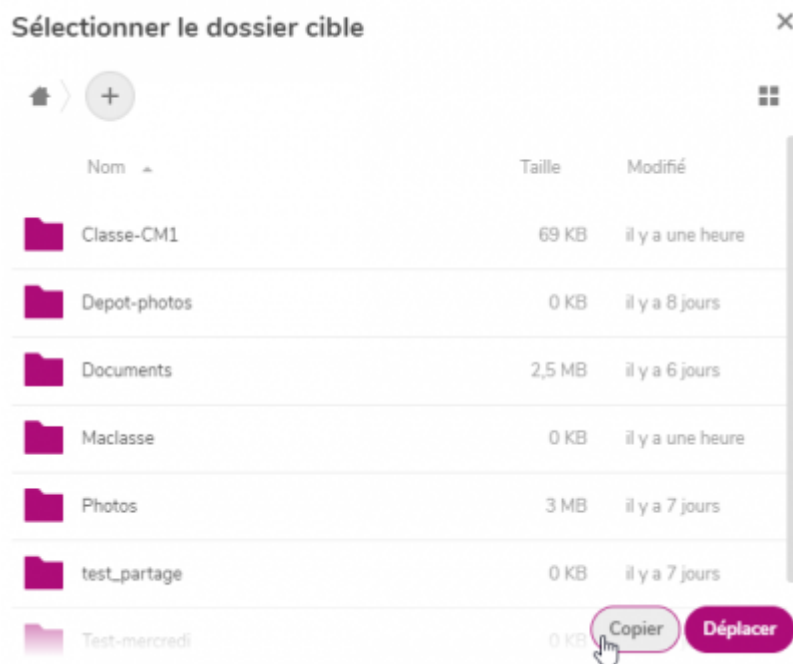 Sélectionner le dossier cible
Nom Taille Modifié
Classe-CM1 69 KB il y a une heure
Depot-photos 0 KB il y a 8 jours
Documents 2,5 MB il y a 6 jours
Maclasse 0 KB il y a une heure
Photos 3 MB il y a 7 jours
test_partage 0 KB il y a 7 jours
Test-mercredi 0 KB
Copier Déplacer